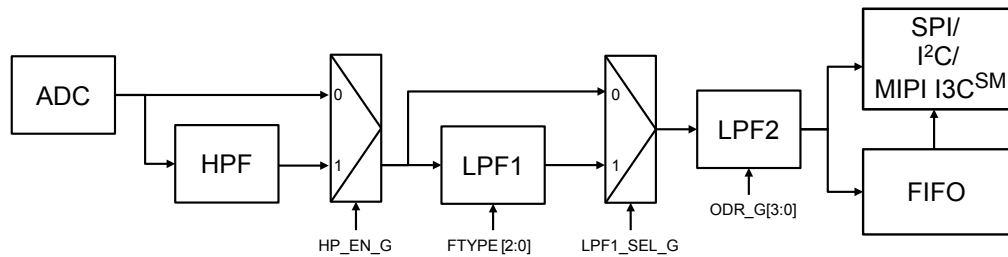 SPI/
I²C/
MIPI I3C℠
ADC
0
0
HPF
1
LPF1
1
LPF2
FIFO
HP_EN_G
FTYPE [2:0]
LPF1_SEL_G
ODR_G[3:0]